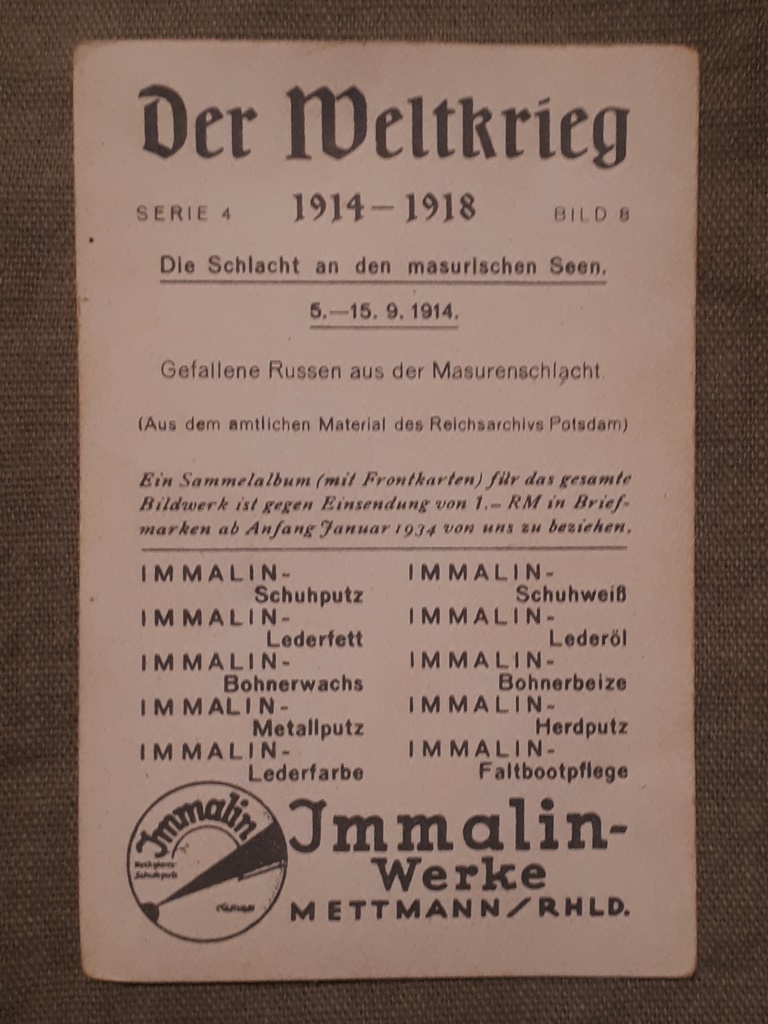 Der Weltkrieg
SERIE 4 1914–1918 BILD 8
Die Schlacht an den masurischen Seen.
5.—15. 9. 1914.
Gefallene Russen aus der Masurenschlacht.
(Aus dem amtlichen Material des Reichsarchivs Potsdam)
Ein Sammelalbum (mit Frontkarten) für das gesamte
Bildwerk ist gegen Einsendung von 1.– RM in Brief-
marken ab Anfang Januar 1934 von uns zu beziehen.
IMMALIN-
Schuhputz
IMMALIN-
Lederfett
IMMALIN-
Bohnerwachs
IMMALIN-
Metallputz
IMMALIN-
Lederfarbe
IMMALIN-
Schuhweiß
IMMALIN-
Lederöl
IMMALIN-
Bohnerbeize
IMMALIN-
Herdputz
IMMALIN-
Faltbootpflege
Immalin
Immalin-
Werke
METTMANN/RHLD.